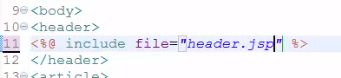 9 <body>
10 <header>
11 <%@ include file="header.jsp" %>
12 </header>
13 <article>